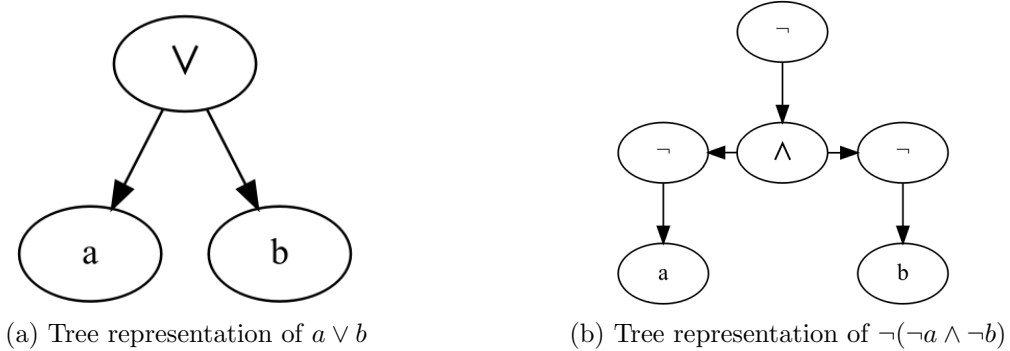 ∨
a
b
(a) Tree representation of a ∨ b
¬
¬
∧
¬
a
b
(b) Tree representation of ¬(¬a ∧ ¬b)